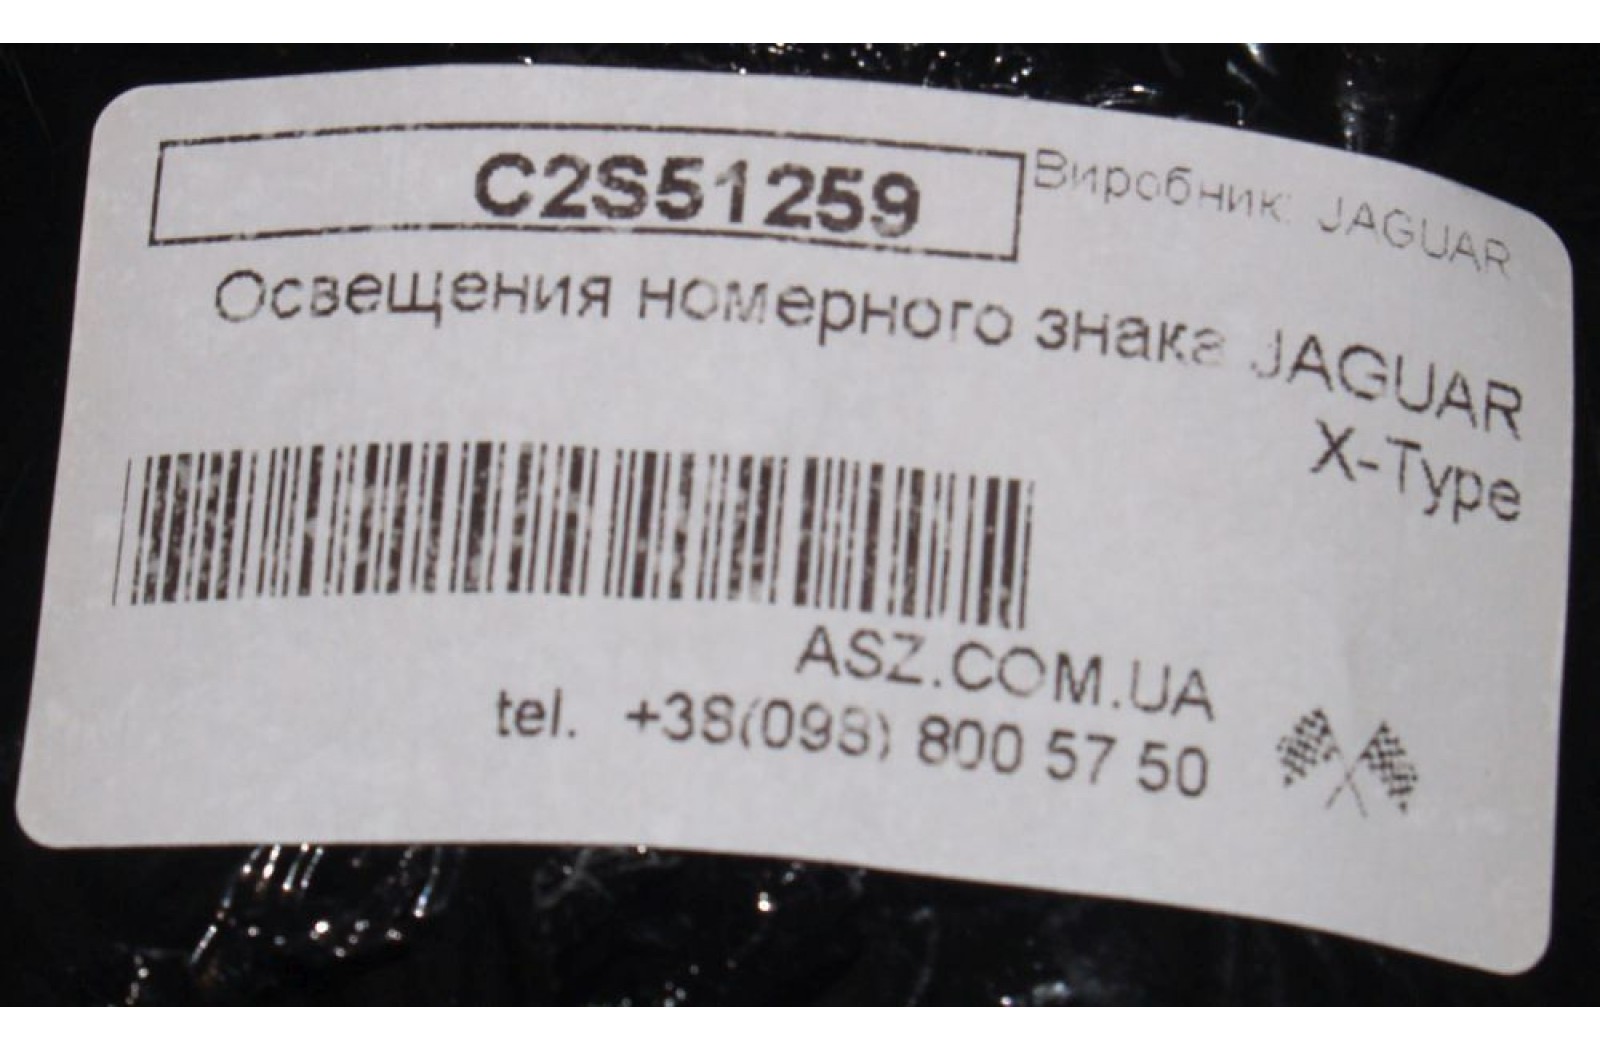 C2S51259
Виробник: JAGUAR
Освещения номерного знака JAGUAR
X-Type
ASZ.COM.UA
tel. +38(098) 800 57 50